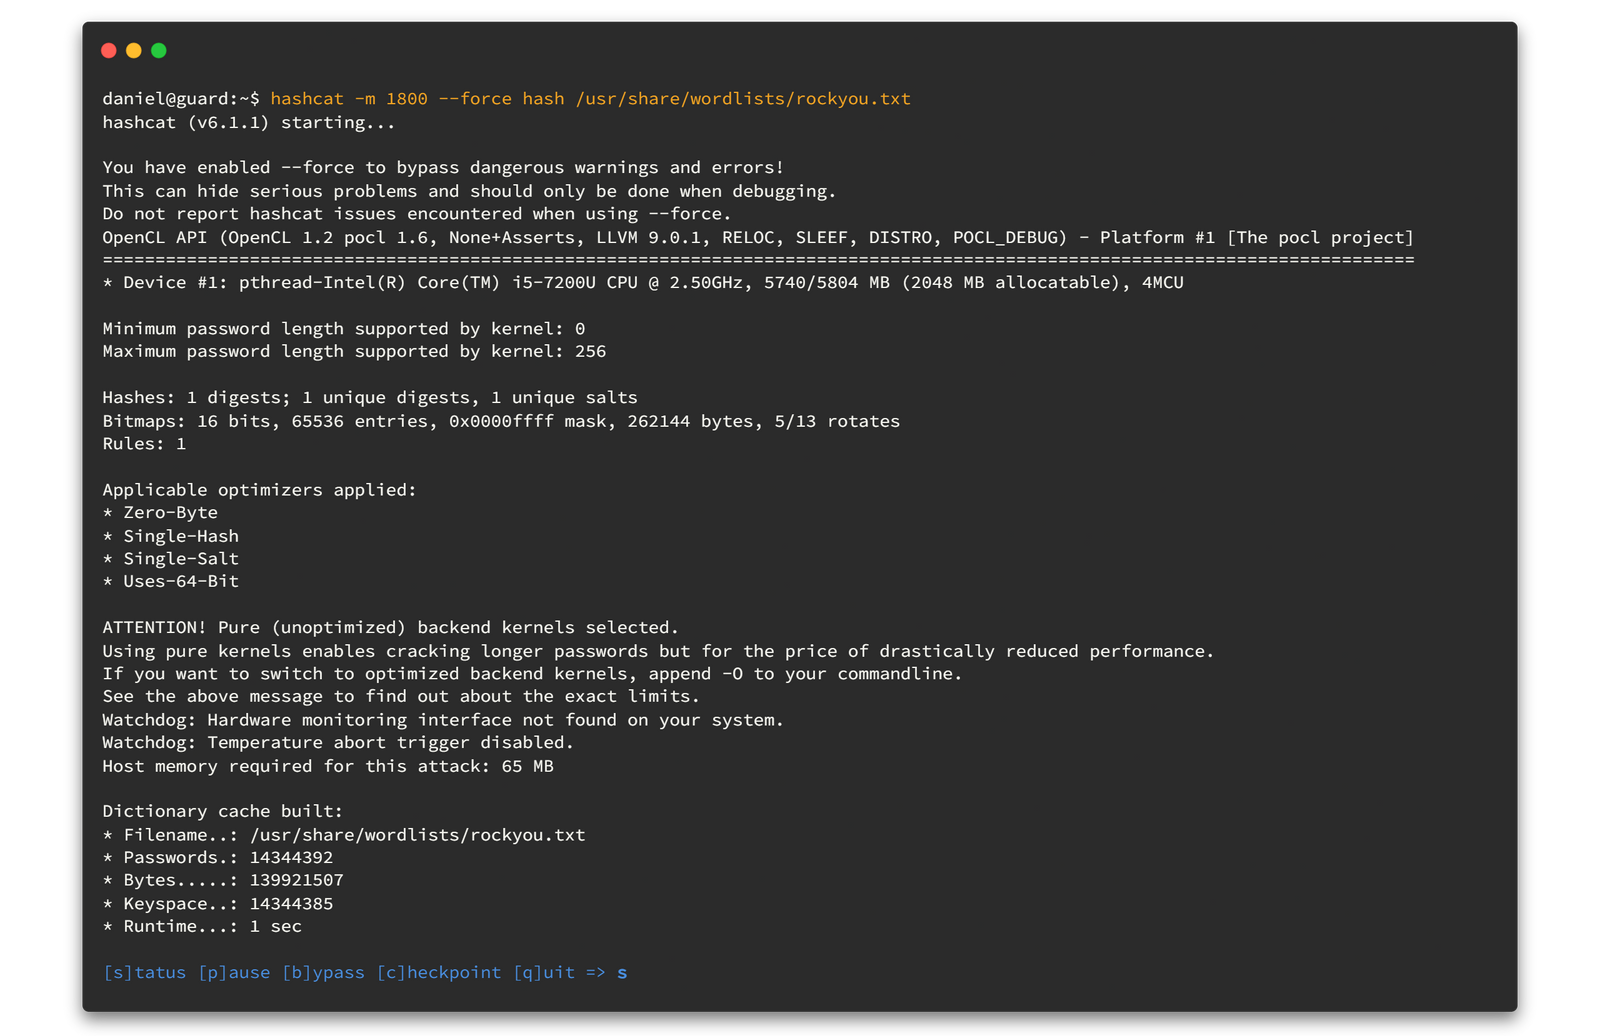 daniel@guard:~$ hashcat -m 1800 --force hash /usr/share/wordlists/rockyou.txt
hashcat (v6.1.1) starting...
You have enabled --force to bypass dangerous warnings and errors!
This can hide serious problems and should only be done when debugging.
Do not report hashcat issues encountered when using --force.
OpenCL API (OpenCL 1.2 pocl 1.6, None+Asserts, LLVM 9.0.1, RELOC, SLEEF, DISTRO, POCL_DEBUG) - Platform #1 [The pocl project]
=============================================================================================================================
* Device #1: pthread-Intel(R) Core(TM) i5-7200U CPU @ 2.50GHz, 5740/5804 MB (2048 MB allocatable), 4MCU
Minimum password length supported by kernel: 0
Maximum password length supported by kernel: 256
Hashes: 1 digests; 1 unique digests, 1 unique salts
Bitmaps: 16 bits, 65536 entries, 0x0000ffff mask, 262144 bytes, 5/13 rotates
Rules: 1
Applicable optimizers applied:
* Zero-Byte
* Single-Hash
* Single-Salt
* Uses-64-Bit
ATTENTION! Pure (unoptimized) backend kernels selected.
Using pure kernels enables cracking longer passwords but for the price of drastically reduced performance.
If you want to switch to optimized backend kernels, append -O to your commandline.
See the above message to find out about the exact limits.
Watchdog: Hardware monitoring interface not found on your system.
Watchdog: Temperature abort trigger disabled.
Host memory required for this attack: 65 MB
Dictionary cache built:
* Filename..: /usr/share/wordlists/rockyou.txt
* Passwords.: 14344392
* Bytes.....: 139921507
* Keyspace..: 14344385
* Runtime...: 1 sec
[s]tatus [p]ause [b]ypass [c]heckpoint [q]uit => s